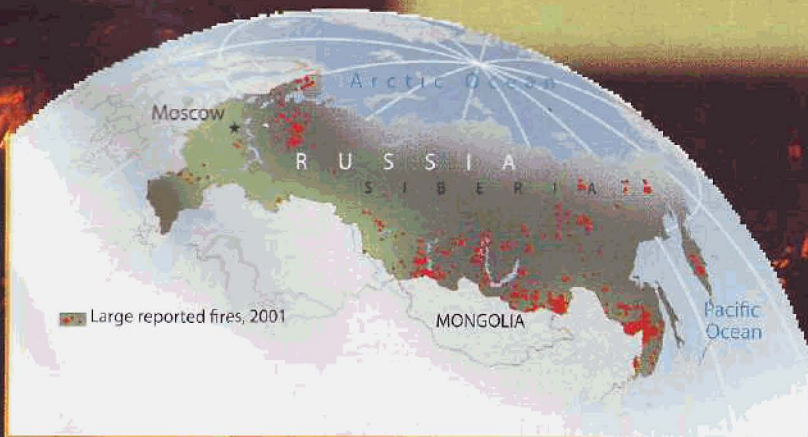 Arctic Ocean
Moscow
RUSSIA
SIBERIA
Large reported fires, 2001
MONGOLIA
Pacific
Ocean